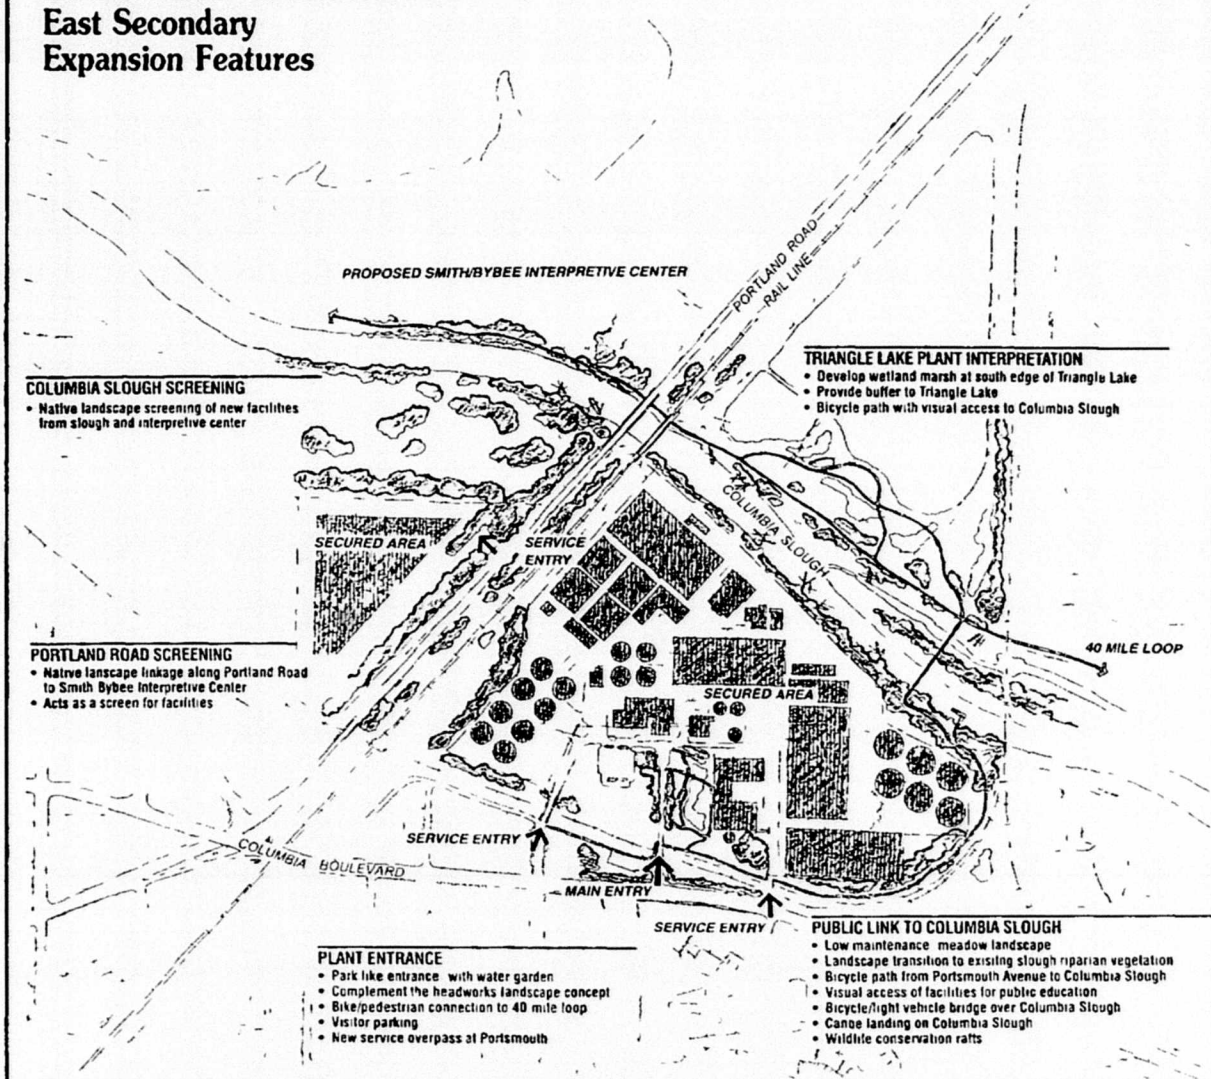 East Secondary
Expansion Features
PORTLAND ROAD
RAIL LINE
PROPOSED SMITH/BYBEE INTERPRETIVE CENTER
TRIANGLE LAKE PLANT INTERPRETATION
• Develop wetland marsh at south edge of Triangle Lake
• Provide buffer to Triangle Lake
• Bicycle path with visual access to Columbia Slough
COLUMBIA SLOUGH SCREENING
• Native landscape screening of new facilities
from slough and interpretive center
COLUMBIA SLOUGH
SECURED AREA
SERVICE
ENTRY
PORTLAND ROAD SCREENING
• Native lanscape linkage along Portland Road
to Smith Bybee Interpretive Center
• Acts as a screen for facilities
40 MILE LOOP
SECURED AREA
SERVICE ENTRY
COLUMBIA BOULEVARD
MAIN ENTRY
SERVICE ENTRY
PLANT ENTRANCE
• Park like entrance with water garden
• Complement the headworks landscape concept
• Bike/pedestrian connection to 40 mile loop
• Visitor parking
• New service overpass at Portsmouth
PUBLIC LINK TO COLUMBIA SLOUGH
• Low maintenance meadow landscape
• Landscape transition to existing slough riparian vegetation
• Bicycle path from Portsmouth Avenue to Columbia Slough
• Visual access of facilities for public education
• Bicycle/light vehicle bridge over Columbia Slough
• Canoe landing on Columbia Slough
• Wildlife conservation rafts